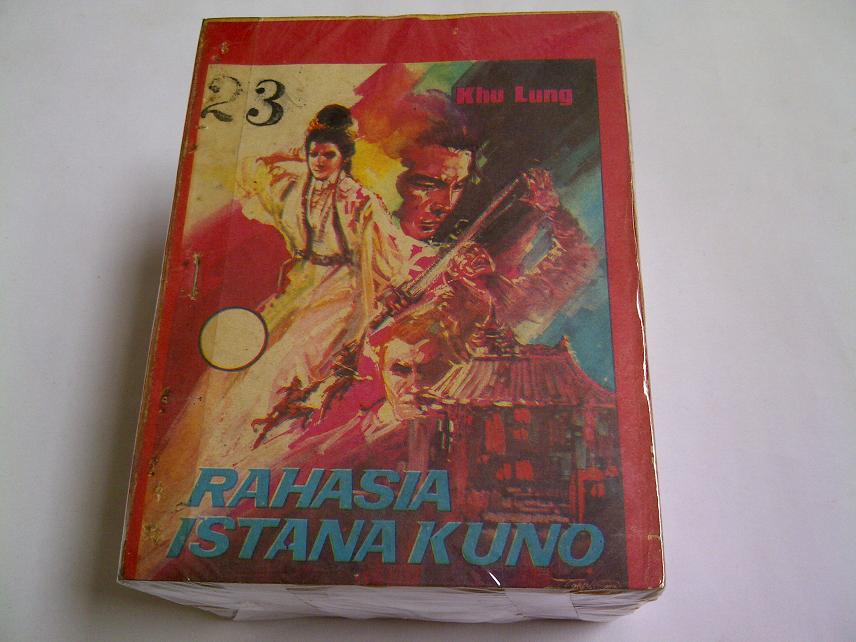 23
Khu Lung
RAHASIA
ISTANA KUNO